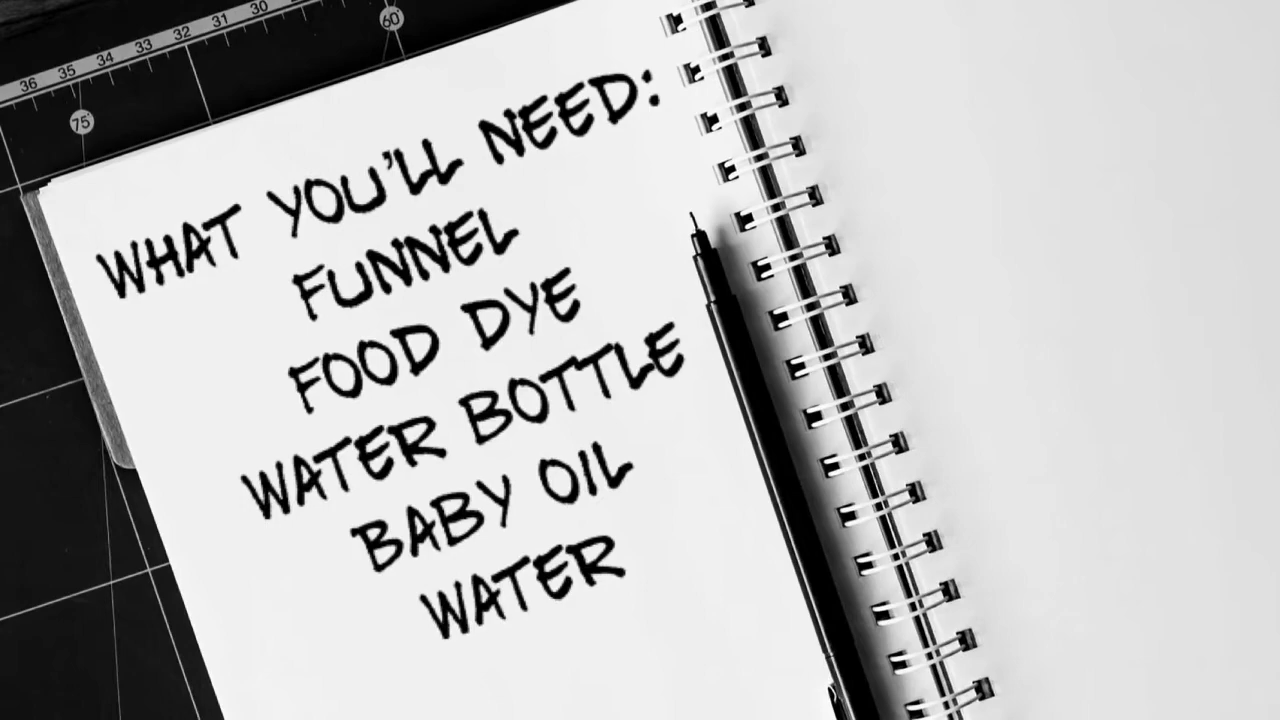 36 35 34 33 32 31 30
60°
75°
WHAT YOU'LL NEED:
FUNNEL
FOOD DYE
WATER BOTTLE
BABY OIL
WATER